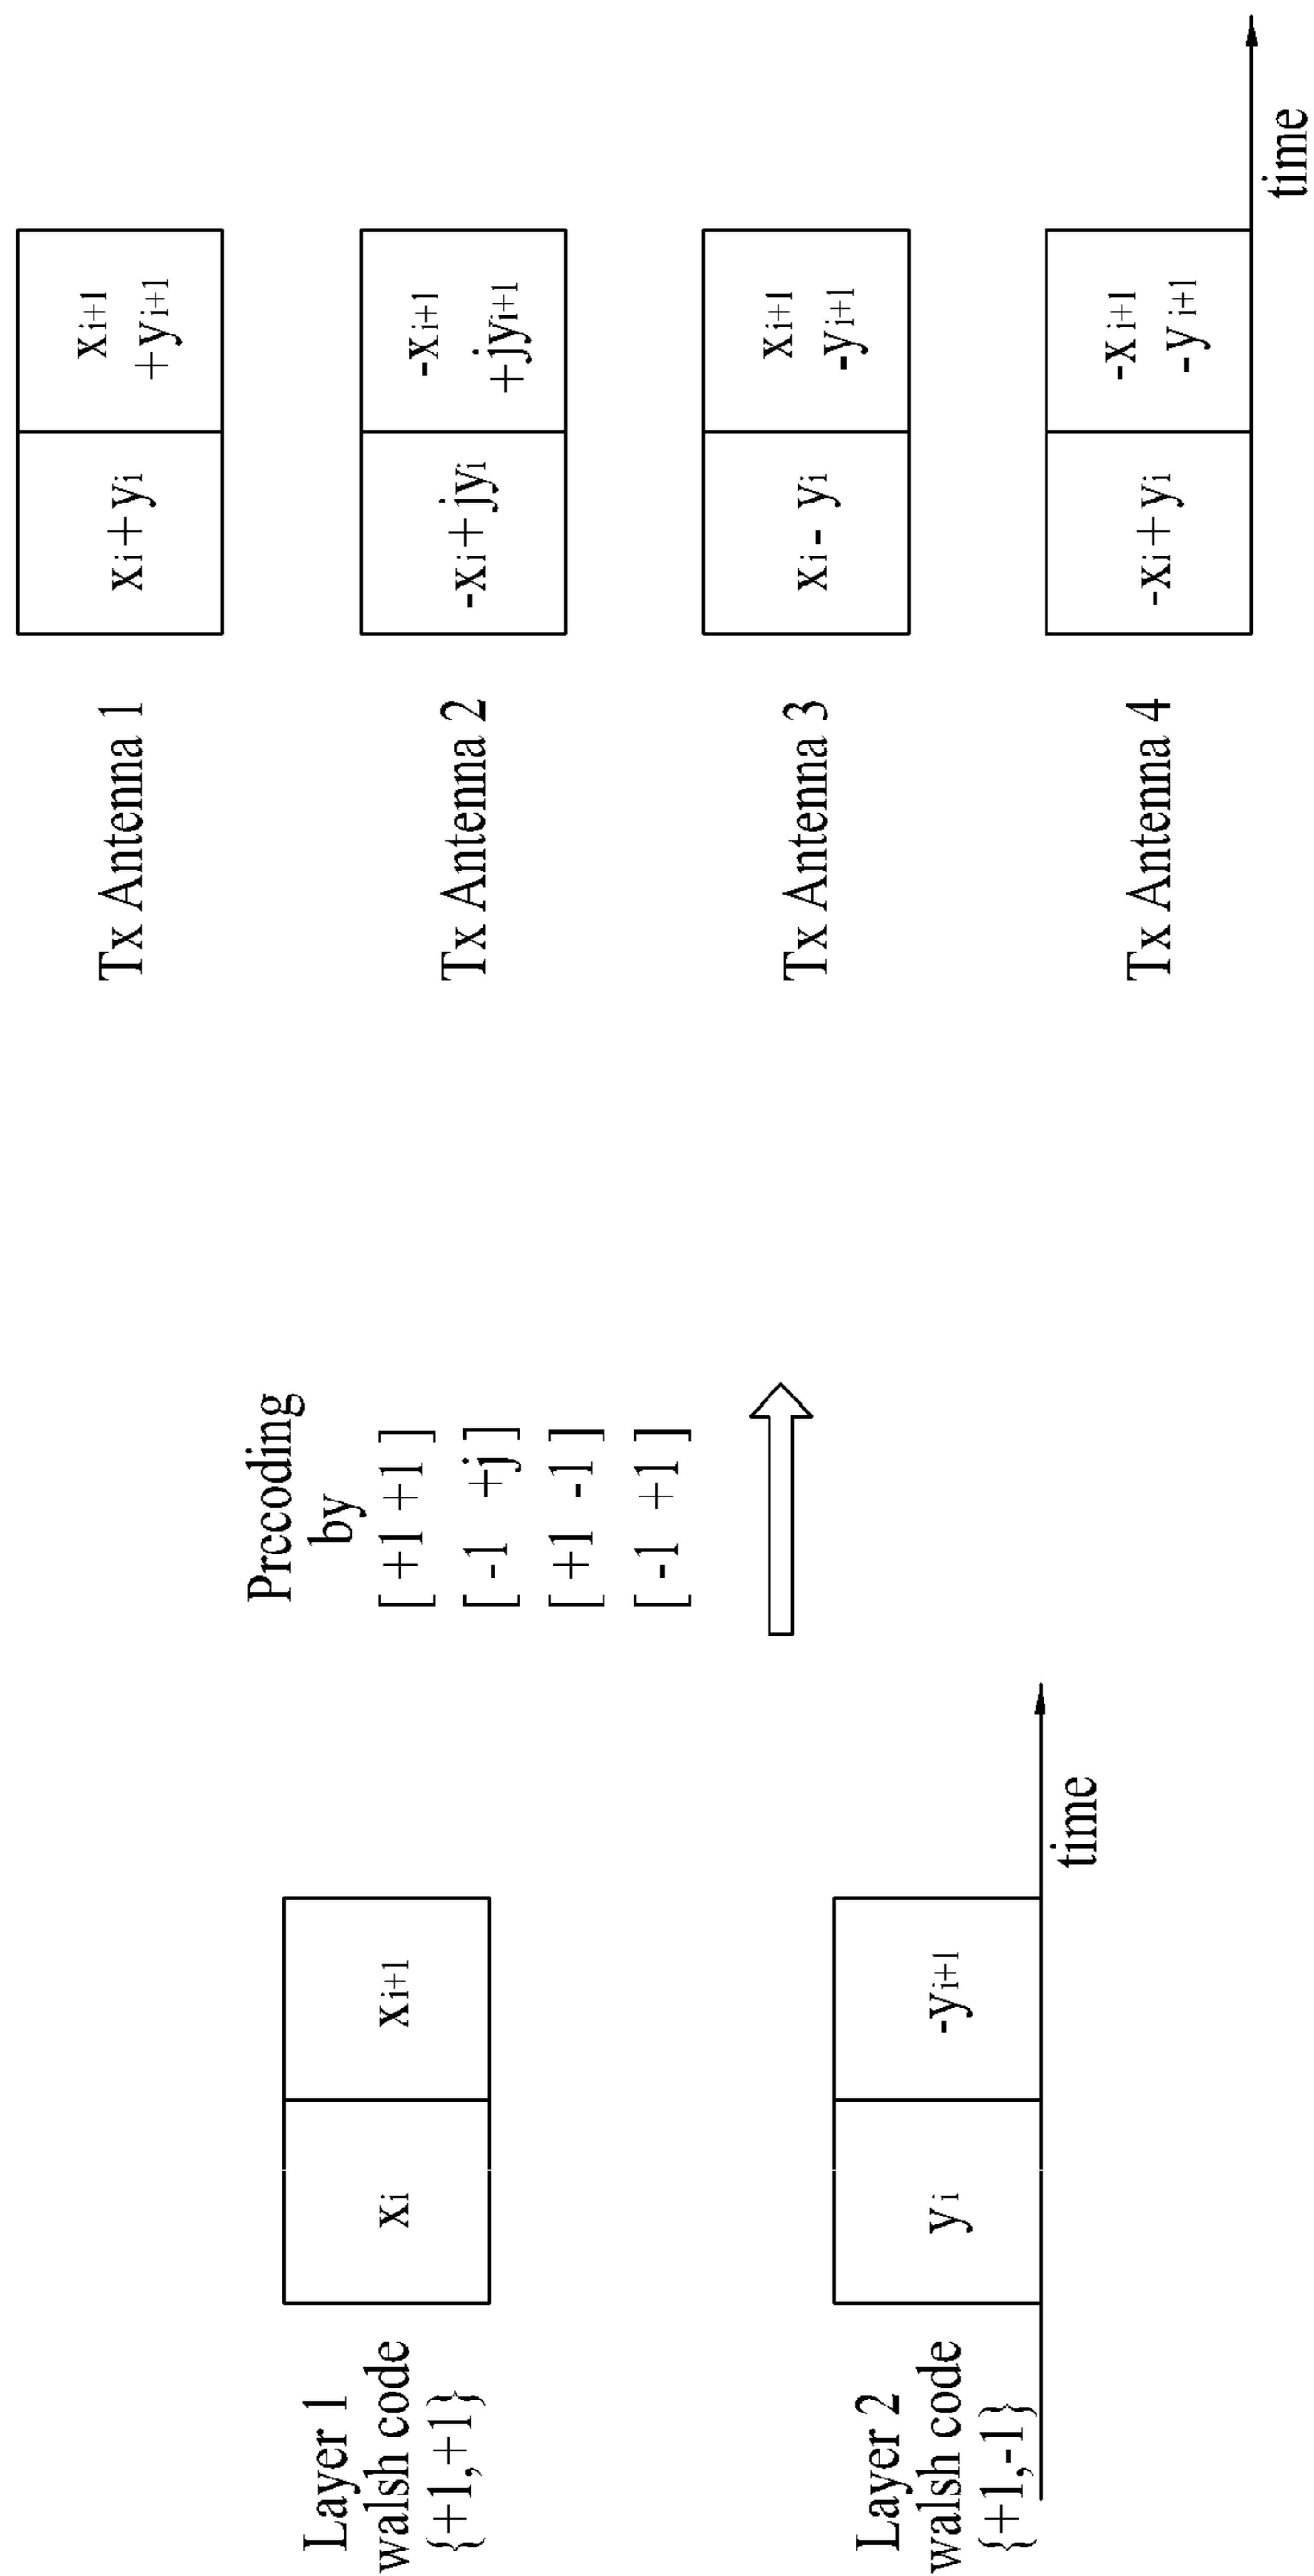 Layer 1
walsh code
{+1,+1}
xi
xi+1
Layer 2
walsh code
{+1,-1}
yi
-yi+1
time
Prccoding
by
[ +1 +1 ]
[ -1 +j ]
[ +1 -1 ]
[ -1 +1 ]
Tx Antenna 1
xi+yi
xi+1
+yi+1
Tx Antenna 2
-xi+jyi
-xi+1
+jyi+1
Tx Antenna 3
xi- yi
xi+1
-yi+1
Tx Antenna 4
-xi+yi
-xi+1
-yi+1
time